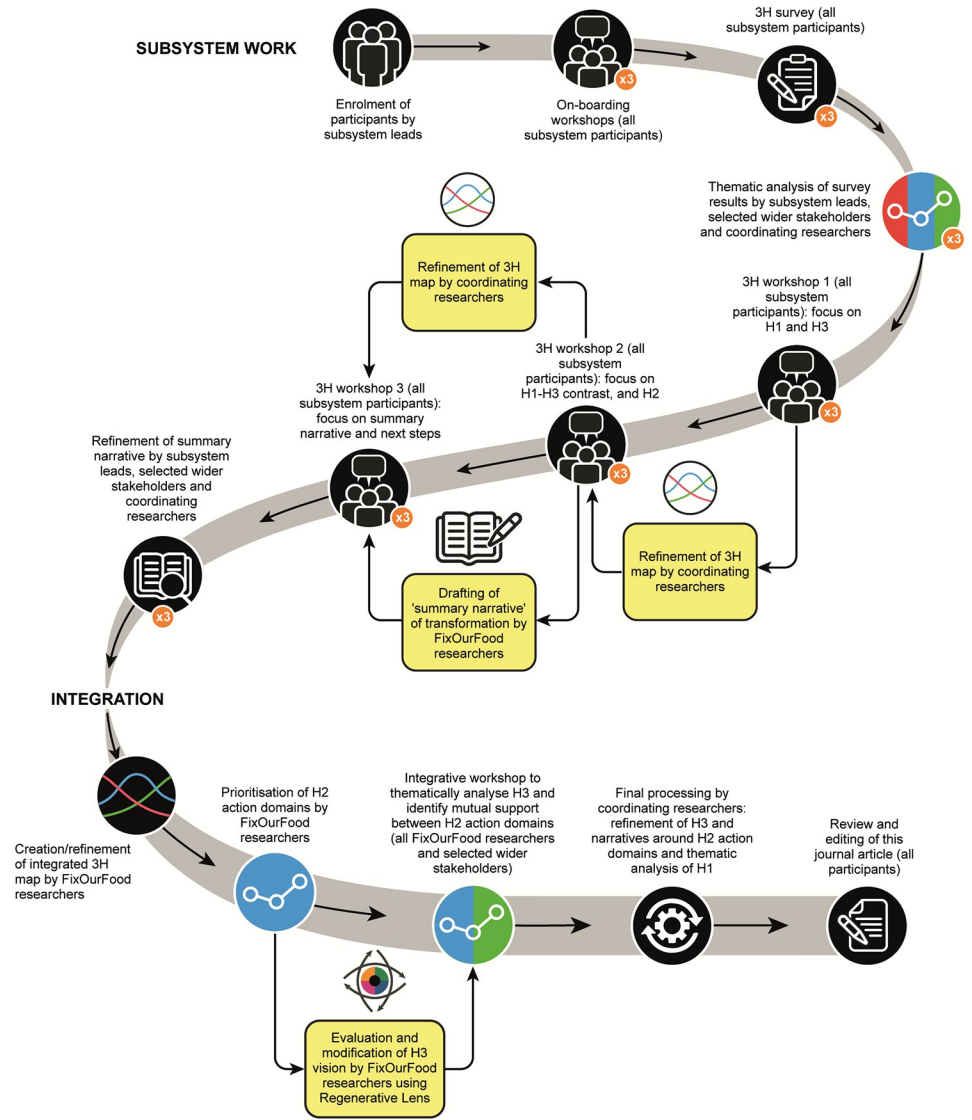 SUBSYSTEM WORK
Enrolment of
participants by
subsystem leads
x3
On-boarding
workshops (all
subsystem participants)
3H survey (all
subsystem participants)
x3
Thematic analysis of survey
results by subsystem leads,
selected wider stakeholders
and coordinating researchers
x3
3H workshop 1 (all
subsystem
participants): focus on
H1 and H3
x3
Refinement of 3H
map by coordinating
researchers
3H workshop 2 (all
subsystem
participants): focus on
H1-H3 contrast, and H2
x3
Refinement of 3H
map by coordinating
researchers
Drafting of
'summary narrative'
of transformation by
FixOurFood
researchers
3H workshop 3 (all
subsystem participants):
focus on summary
narrative and next steps
x3
Refinement of summary
narrative by subsystem
leads, selected wider
stakeholders and
coordinating
researchers
x3
INTEGRATION
Creation/refinement
of integrated 3H
map by FixOurFood
researchers
Prioritisation of H2
action domains by
FixOurFood
researchers
Evaluation and
modification of H3
vision by FixOurFood
researchers using
Regenerative Lens
Integrative workshop to
thematically analyse H3 and
identify mutual support
between H2 action domains
(all FixOurFood researchers
and selected wider
stakeholders)
Final processing by
coordinating researchers:
refinement of H3 and
narratives around H2 action
domains and thematic
analysis of H1
Review and
editing of this
journal article (all
participants)